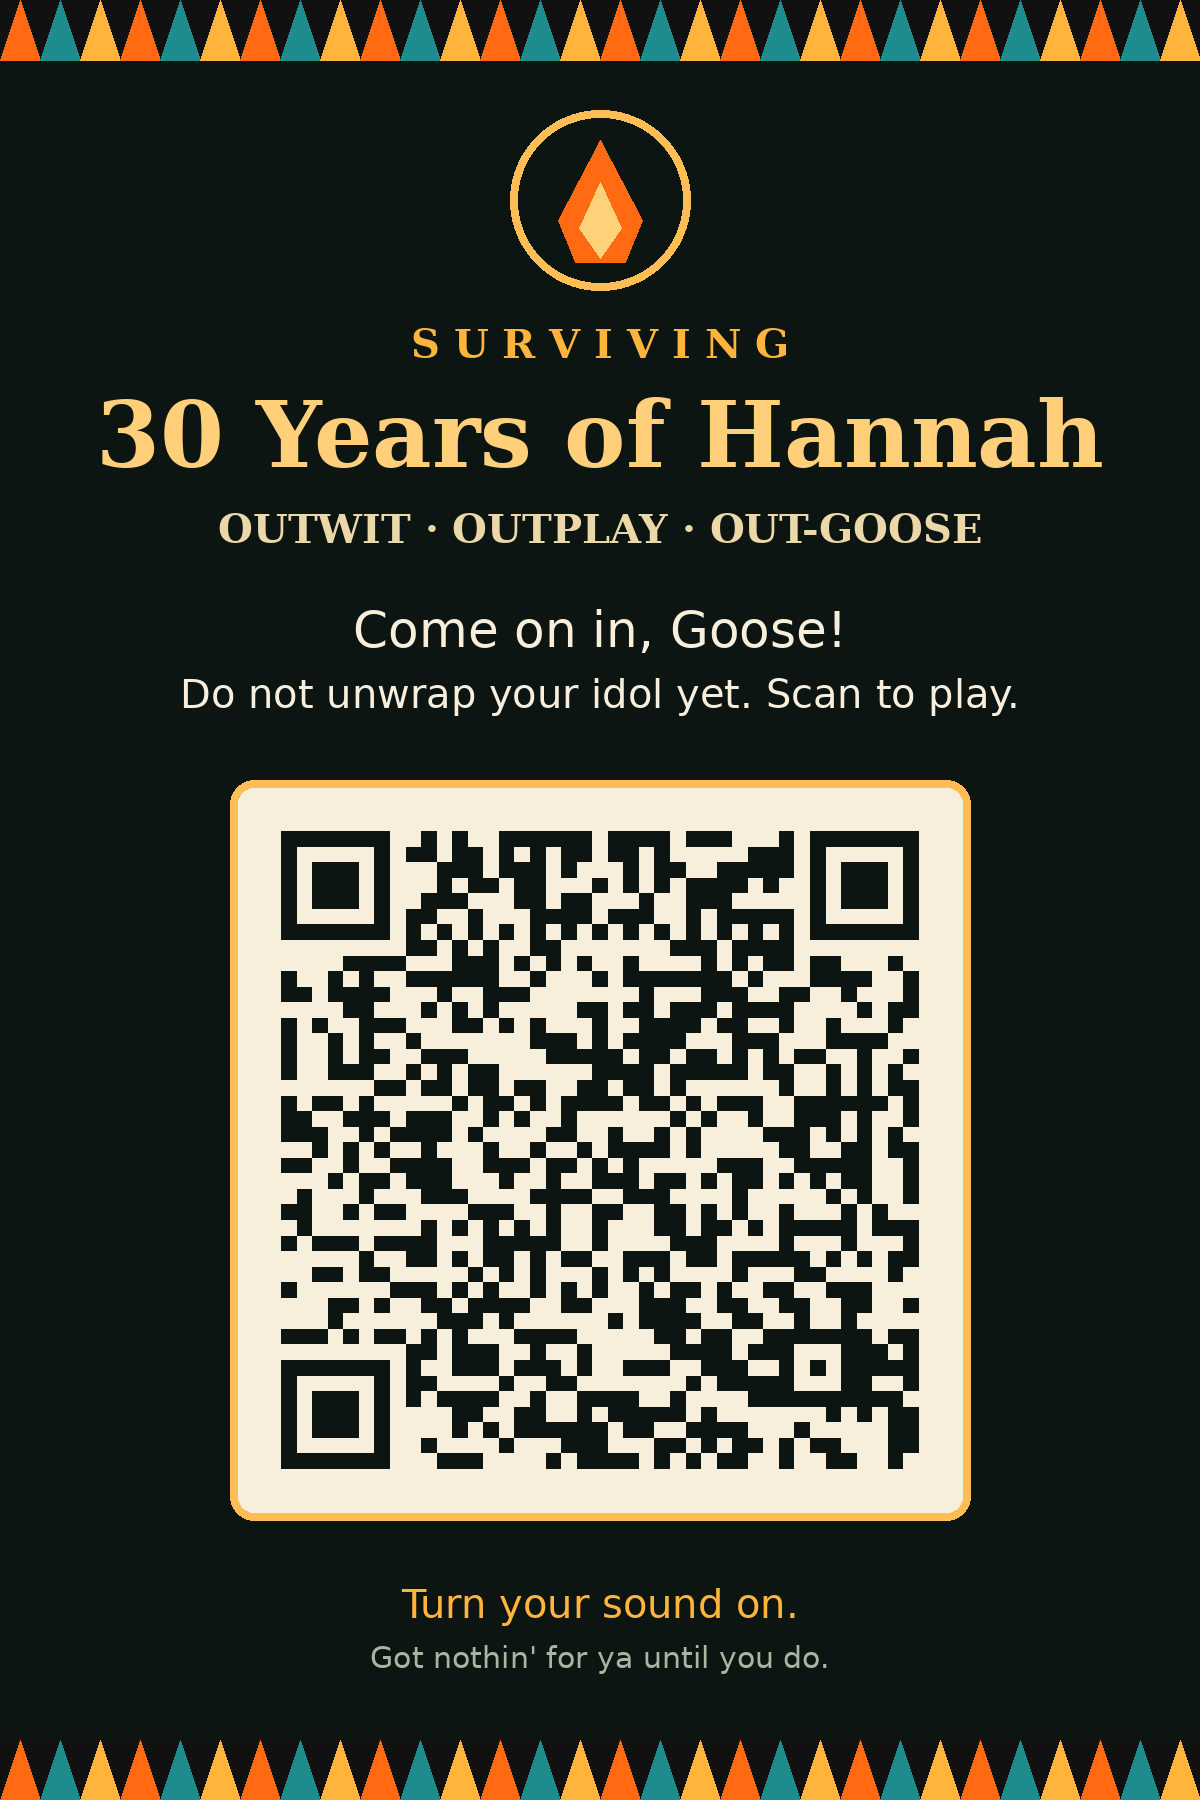 SURVIVING
30 Years of Hannah
OUTWIT · OUTPLAY · OUT-GOOSE
Come on in, Goose!
Do not unwrap your idol yet. Scan to play.
Turn your sound on.
Got nothin' for ya until you do.